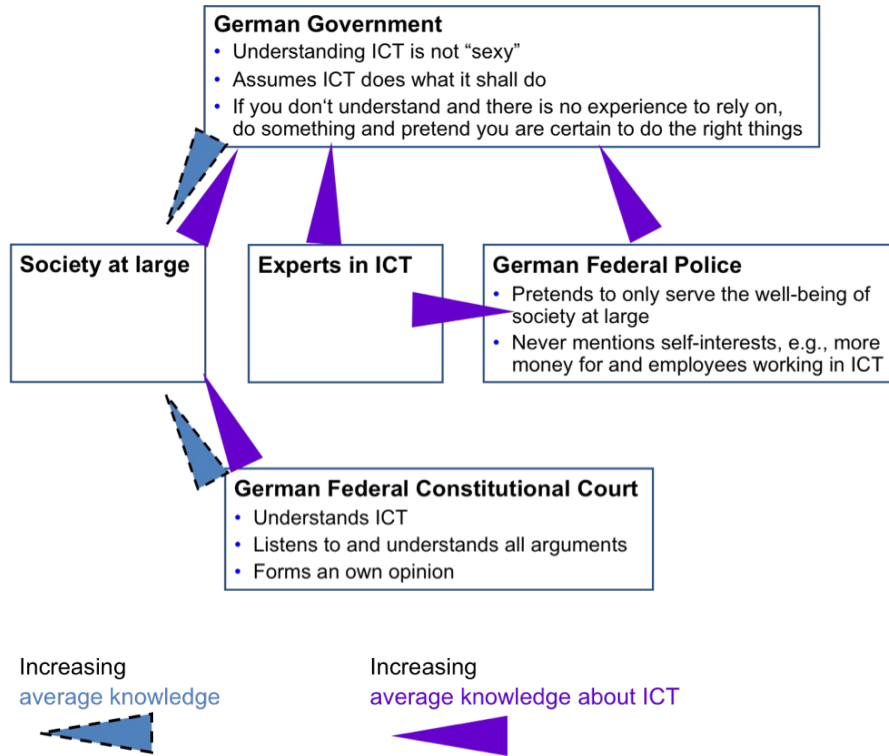 German Government
• Understanding ICT is not “sexy”
• Assumes ICT does what it shall do
• If you don‘t understand and there is no experience to rely on,
do something and pretend you are certain to do the right things
Society at large
Experts in ICT
German Federal Police
• Pretends to only serve the well-being of
society at large
• Never mentions self-interests, e.g., more
money for and employees working in ICT
German Federal Constitutional Court
• Understands ICT
• Listens to and understands all arguments
• Forms an own opinion
Increasing
average knowledge
Increasing
average knowledge about ICT